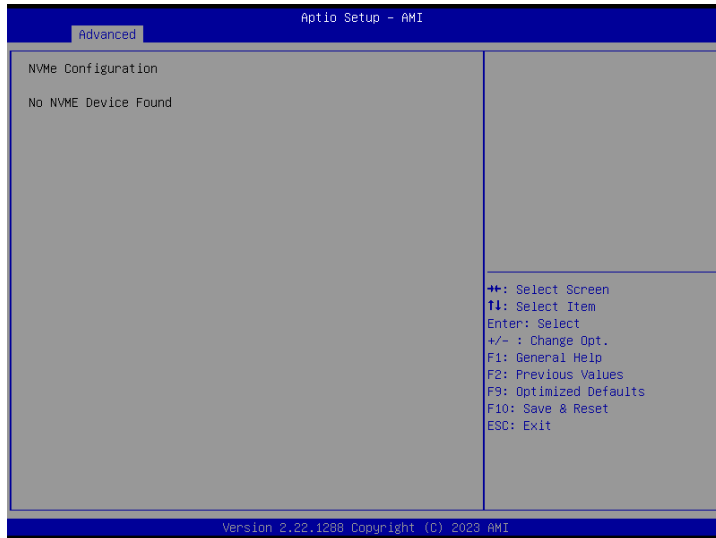 Aptio Setup - AMI
Advanced
NVMe Configuration
No NVME Device Found
→←: Select Screen
↑↓: Select Item
Enter: Select
+/- : Change Opt.
F1: General Help
F2: Previous Values
F9: Optimized Defaults
F10: Save & Reset
ESC: Exit
Version 2.22.1288 Copyright (C) 2023 AMI